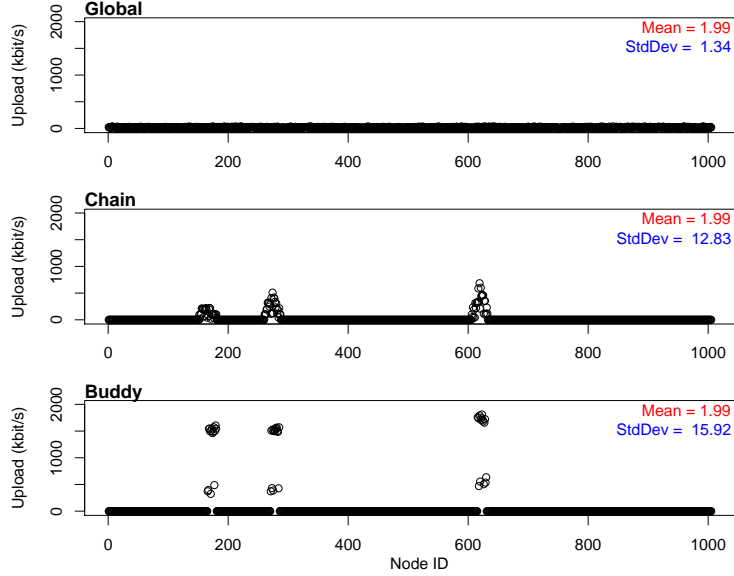 Global
Upload (kbit/s)
2000
1000
0
Mean = 1.99
StdDev = 1.34
0 200 400 600 800 1000
Chain
Upload (kbit/s)
2000
1000
0
Mean = 1.99
StdDev = 12.83
0 200 400 600 800 1000
Buddy
Upload (kbit/s)
2000
1000
0
Mean = 1.99
StdDev = 15.92
0 200 400 600 800 1000
Node ID